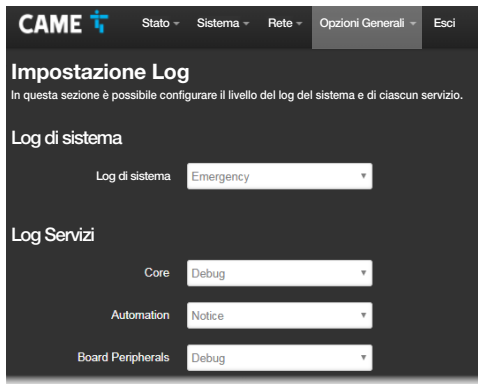 CAME Stato Sistema Rete Opzioni Generali Esci
Impostazione Log
In questa sezione è possibile configurare il livello del log del sistema e di ciascun servizio.
Log di sistema
Log di sistema Emergency
Log Servizi
Core Debug
Automation Notice
Board Peripherals Debug